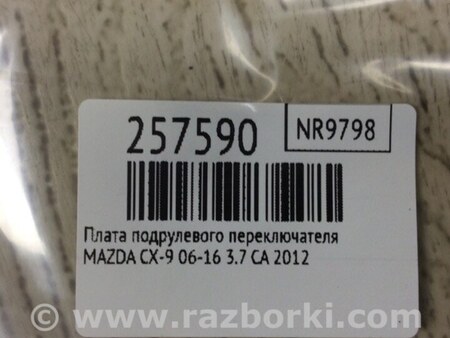 257590
NR9798
Плата подрулевого переключателя
MAZDA CX-9 06-16 3.7 CA 2012
© www.razborki.com